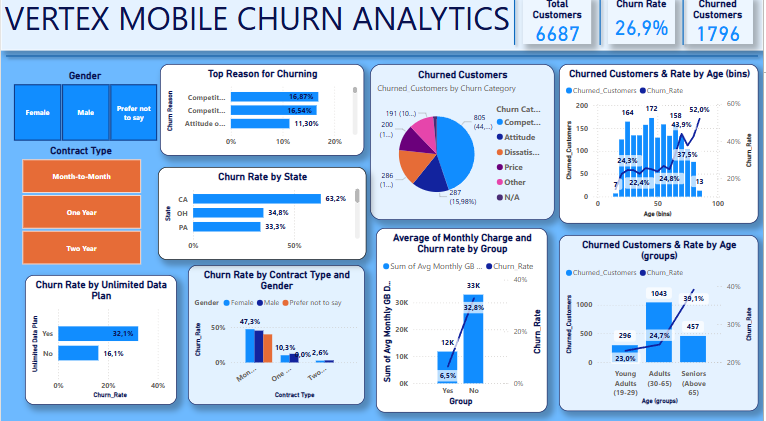 VERTEX MOBILE CHURN ANALYTICS
Total Customers
6687
Churn Rate
26,9%
Churned Customers
1796
Gender
Female
Male
Prefer not to say
Contract Type
Month-to-Month
One Year
Two Year
Top Reason for Churning
Churn Reason
Competit... 16,87%
Competit... 16,54%
Attitude o... 11,30%
0% 10% 20%
Churn Rate by State
State
CA 63,2%
OH 34,8%
PA 33,3%
0% 50%
Churned Customers
Churned_Customers by Churn Category
191 (10...)
200 (1...)
286 (1...)
805 (44,...)
287 (15,98%)
Churn Cat...
Compet...
Attitude
Dissatis...
Price
Other
N/A
Churned Customers & Rate by Age (bins)
Churned_Customers Churn_Rate
Churned_Customers
200
150
100
50
0
7 164 172 158 13
24,3% 22,4% 24,8% 43,9% 37,5% 52,0%
60%
40%
20%
Churn_Rate
0 50 100
Age (bins)
Churn Rate by Unlimited Data Plan
Unlimited Data Plan
Yes 32,1%
No 16,1%
0% 20% 40%
Churn_Rate
Churn Rate by Contract Type and Gender
Gender Female Male Prefer not to say
Churn_Rate
50%
0%
47,3% 10,3% 9,0% 2,6%
Mon... One ... Two...
Contract Type
Average of Monthly Charge and Churn rate by Group
Sum of Avg Monthly GB ... Churn_Rate
Sum of Avg Monthly GB D...
30K
20K
10K
0K
12K 33K
6,5% 32,8%
40%
20%
0%
Churn_Rate
Yes No
Group
Churned Customers & Rate by Age (groups)
Churned_Customers Churn_Rate
Churned_Customers
1000
500
0
296 1043 457
23,0% 24,7% 39,1%
40%
30%
20%
Churn_Rate
Young Adults (19-29)
Adults (30-65)
Seniors (Above 65)
Age (groups)